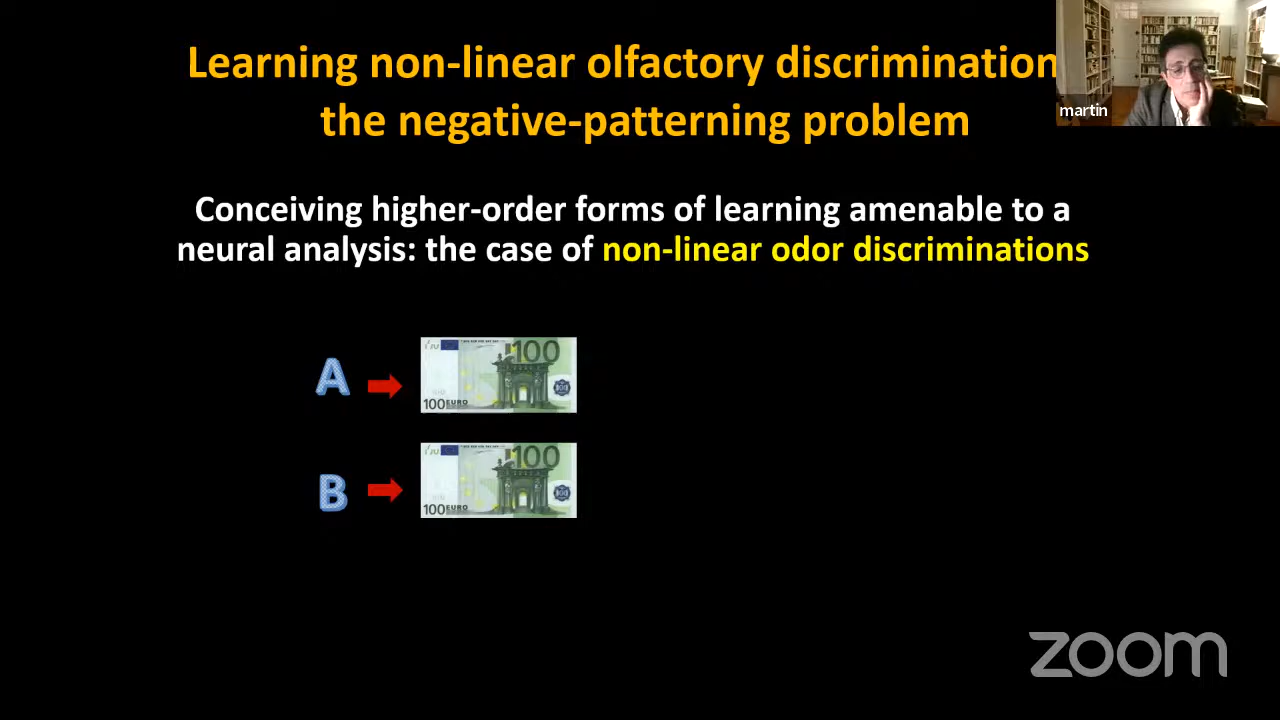 Learning non-linear olfactory discrimination
the negative-patterning problem
martin
Conceiving higher-order forms of learning amenable to a
neural analysis: the case of non-linear odor discriminations
A
100
100 EURO
B
100
100 EURO
zoom